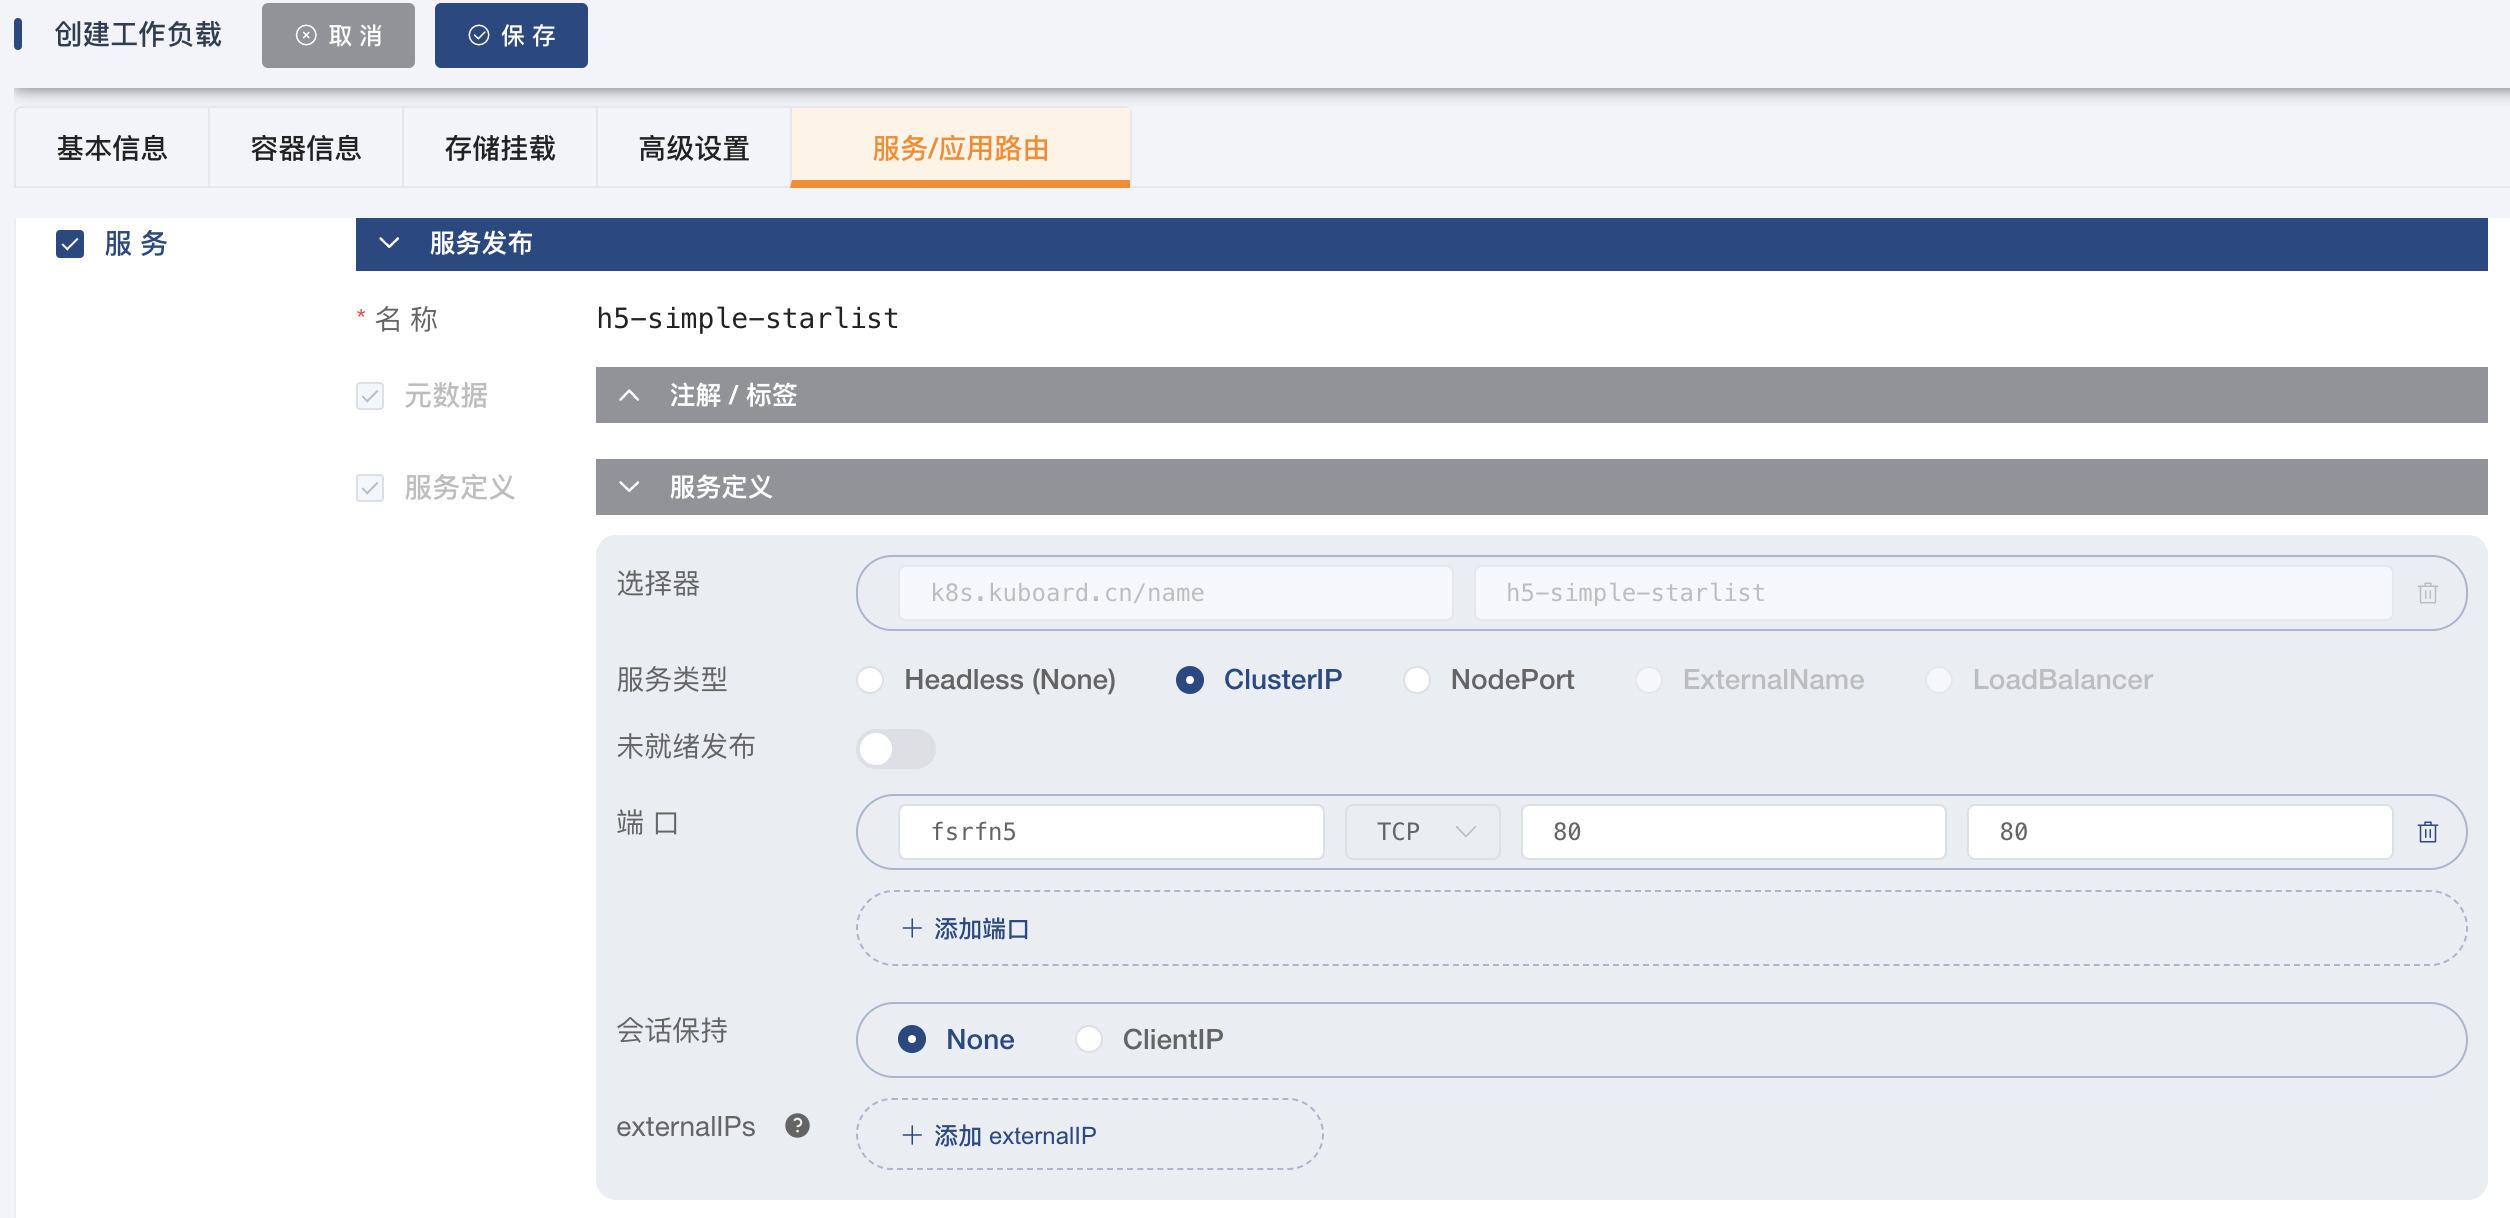 创建工作负载 取 消 保 存
基本信息 容器信息 存储挂载 高级设置 服务/应用路由
服 务 服务发布
* 名 称 h5-simple-starlist
元数据 注解 / 标签
服务定义 服务定义
选择器 k8s.kuboard.cn/name h5-simple-starlist
服务类型 Headless (None) ClusterIP NodePort ExternalName LoadBalancer
未就绪发布
端 口 fsrfn5 TCP 80 80
添加端口
会话保持 None ClientIP
externalIPs ? 添加 externalIP